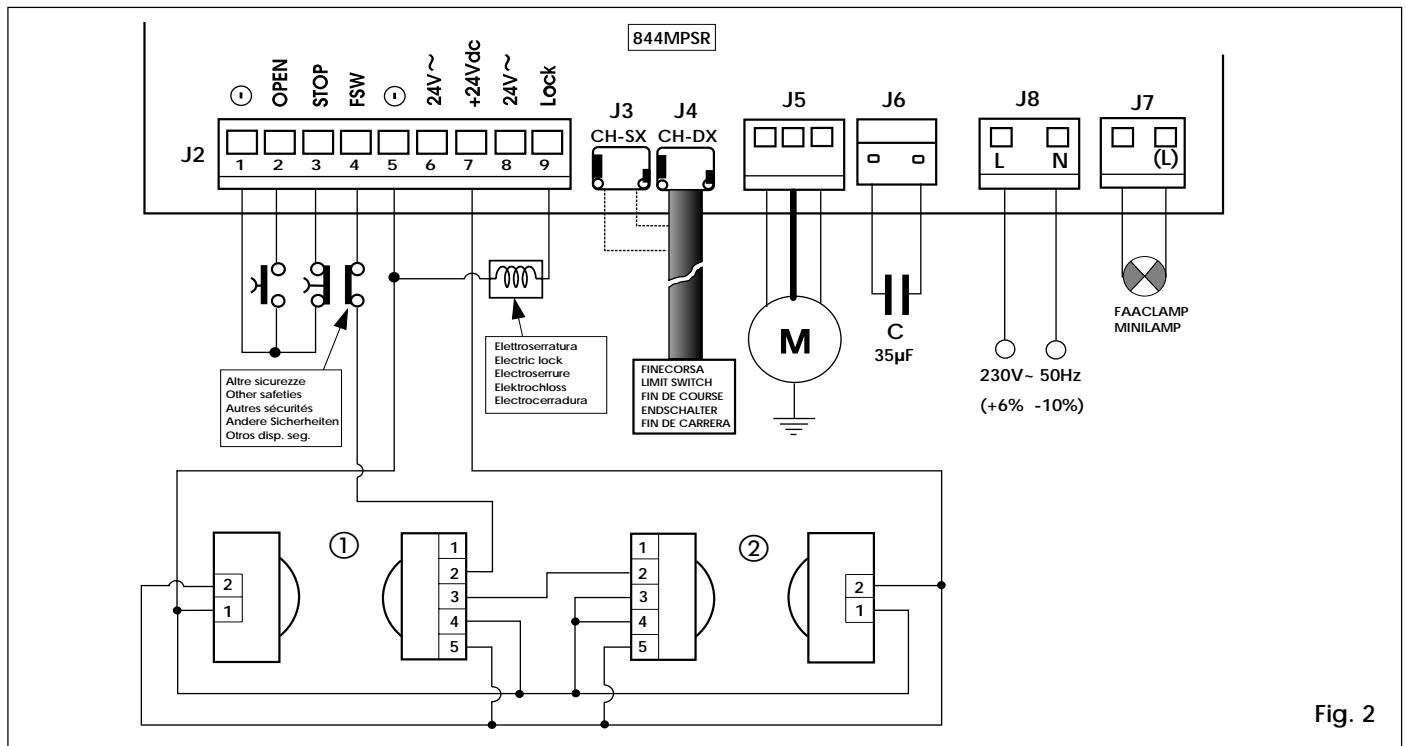 844MPSR
OPEN
STOP
FSW
24V~
+24Vdc
24V~
Lock
J2
1 2 3 4 5 6 7 8 9
J3
CH-SX
J4
CH-DX
J5
J6
J8
L N
J7
(L)
M
C
35µF
230V~ 50Hz
(+6% -10%)
FAACLAMP
MINILAMP
Elettroserratura
Electric lock
Electroserrure
Elektrochloss
Electrocerradura
Altre sicurezze
Other safeties
Autres sécurités
Andere Sicherheiten
Otros disp. seg.
FINECORSA
LIMIT SWITCH
FIN DE COURSE
ENDSCHALTER
FIN DE CARRERA
2
1
①
1
2
3
4
5
1
2
3
4
5
②
2
1
Fig. 2